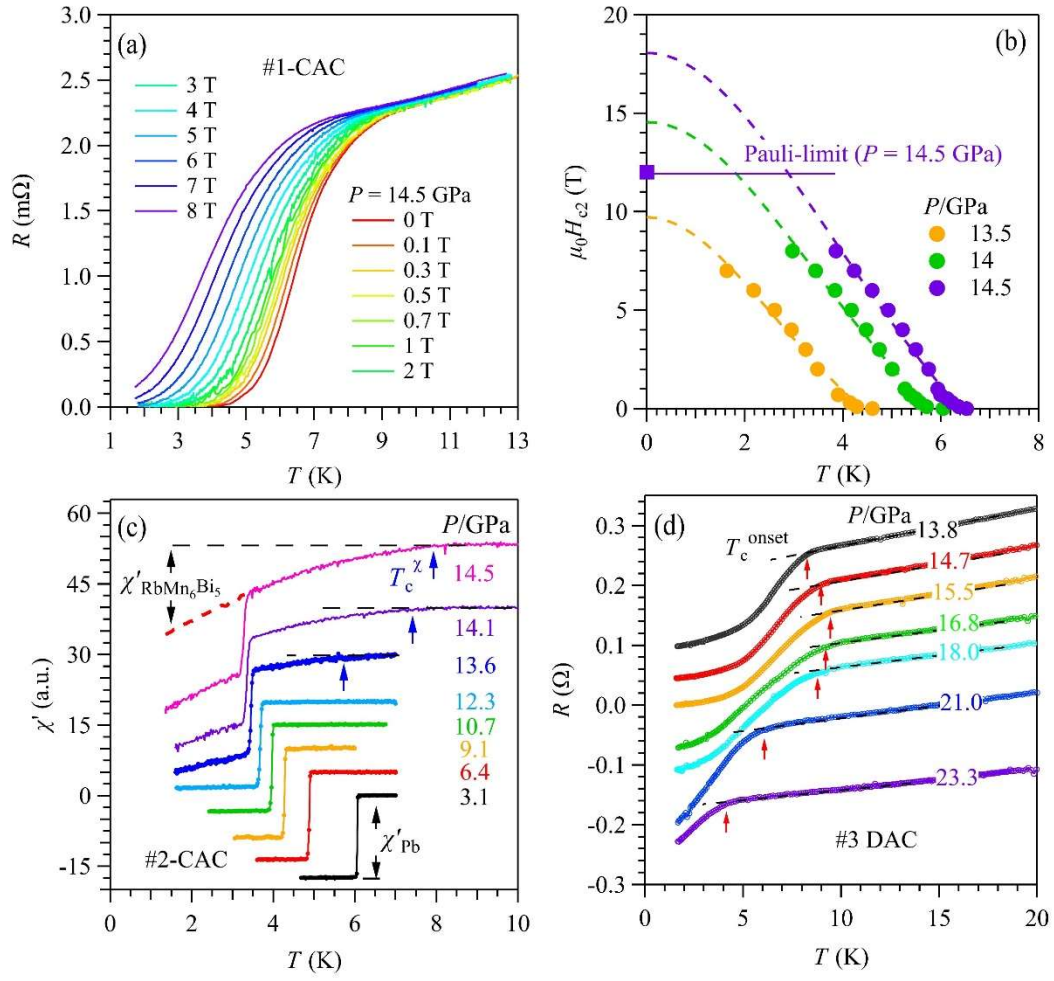 (a)
#1-CAC
3 T
4 T
5 T
6 T
7 T
8 T
P = 14.5 GPa
0 T
0.1 T
0.3 T
0.5 T
0.7 T
1 T
2 T
R (mΩ)
3.0
2.5
2.0
1.5
1.0
0.5
0.0
1 3 5 7 9 11 13
T (K)
(b)
Pauli-limit (P = 14.5 GPa)
P/GPa
13.5
14
14.5
μ₀H_c2 (T)
20
15
10
5
0
0 2 4 6 8
T (K)
(c)
P/GPa
χ′RbMn₆Bi₅
T_c^χ
14.5
14.1
13.6
12.3
10.7
9.1
6.4
3.1
χ′Pb
#2-CAC
χ' (a.u.)
60
45
30
15
0
-15
0 2 4 6 8 10
T (K)
(d)
P/GPa
T_c^onset
13.8
14.7
15.5
16.8
18.0
21.0
23.3
#3 DAC
R (Ω)
0.3
0.2
0.1
0.0
-0.1
-0.2
-0.3
0 5 10 15 20
T (K)